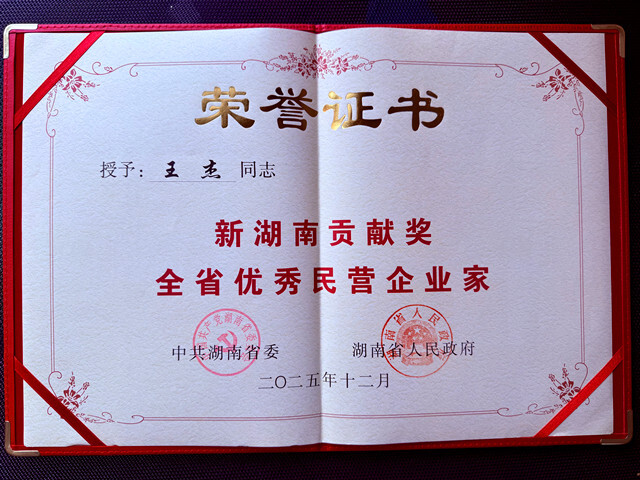 荣誉证书
授予：王杰同志
新湖南贡献奖
全省优秀民营企业家
中共湖南省委 湖南省人民政府
二〇二五年十二月